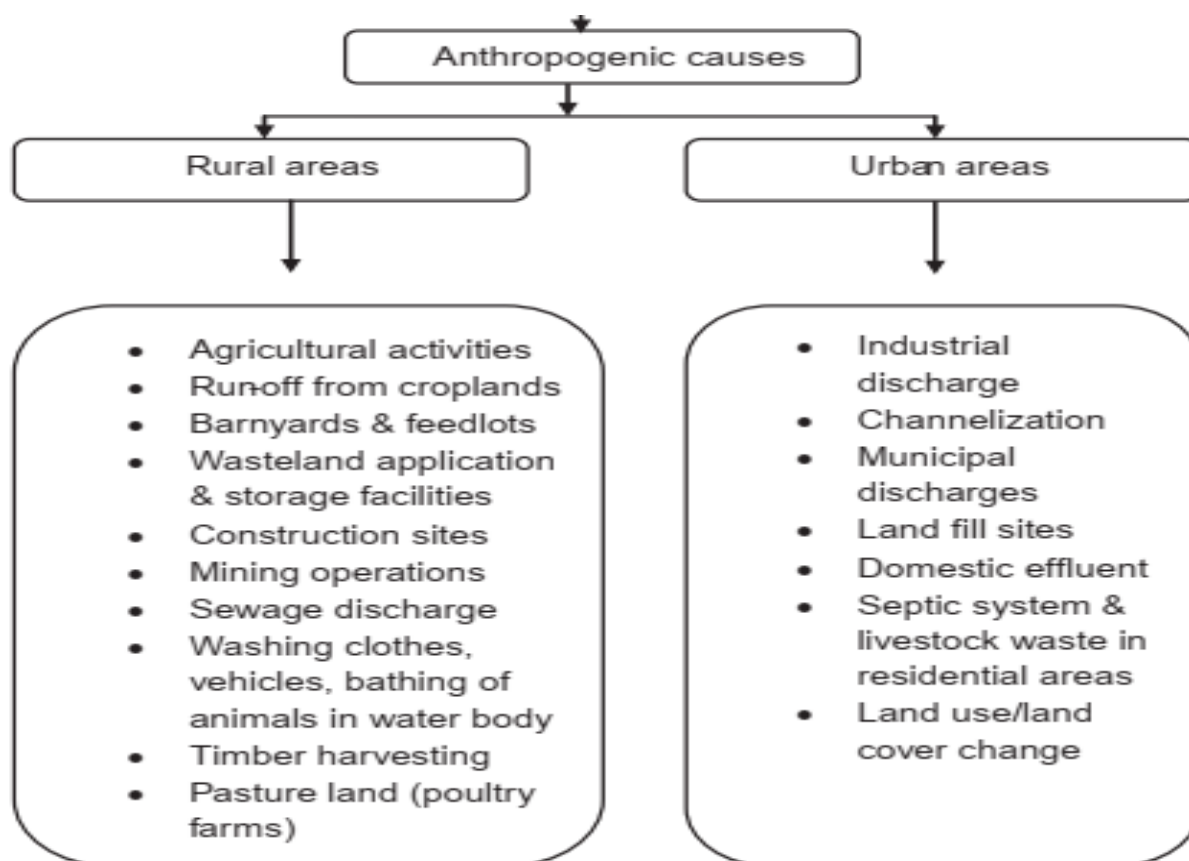 Anthropogenic causes
Rural areas
Urban areas
• Agricultural activities
• Run-off from croplands
• Barnyards & feedlots
• Wasteland application
& storage facilities
• Construction sites
• Mining operations
• Sewage discharge
• Washing clothes,
vehicles, bathing of
animals in water body
• Timber harvesting
• Pasture land (poultry
farms)
• Industrial
discharge
• Channelization
• Municipal
discharges
• Land fill sites
• Domestic effluent
• Septic system &
livestock waste in
residential areas
• Land use/land
cover change